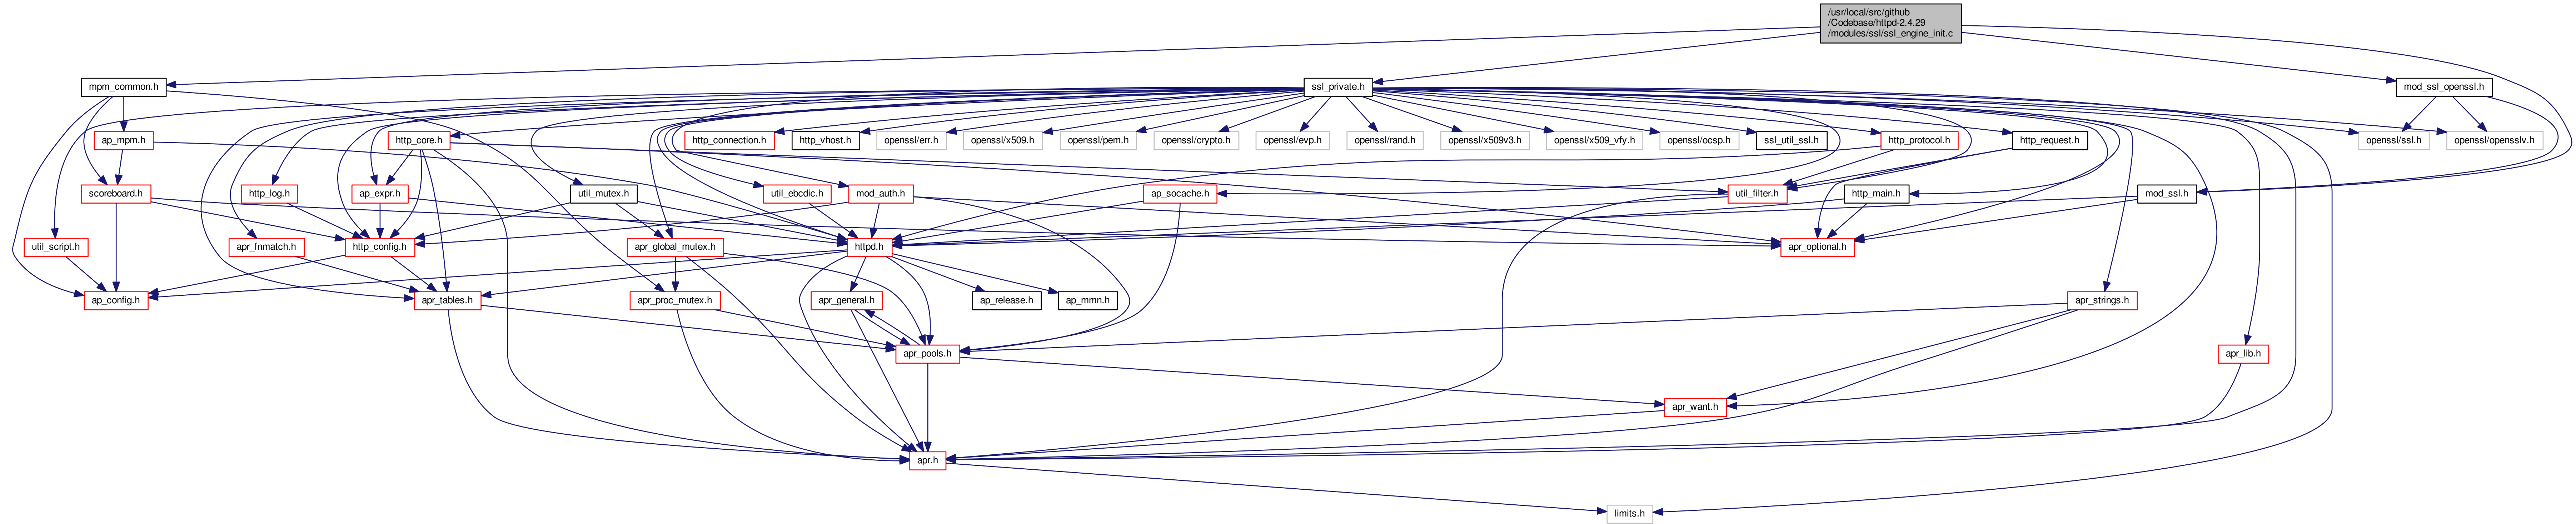 /usr/local/src/github
/Codebase/httpd-2.4.29
/modules/ssl/ssl_engine_init.c
mpm_common.h
ssl_private.h
mod_ssl_openssl.h
ap_mpm.h
http_core.h
http_connection.h
http_vhost.h
openssl/err.h
openssl/x509.h
openssl/pem.h
openssl/crypto.h
openssl/evp.h
openssl/rand.h
openssl/x509v3.h
openssl/x509_vfy.h
openssl/ocsp.h
ssl_util_ssl.h
http_protocol.h
http_request.h
openssl/ssl.h
openssl/opensslv.h
scoreboard.h
http_log.h
ap_expr.h
util_mutex.h
util_ebcdic.h
mod_auth.h
ap_socache.h
util_filter.h
http_main.h
mod_ssl.h
util_script.h
apr_fnmatch.h
http_config.h
apr_global_mutex.h
httpd.h
apr_optional.h
ap_config.h
apr_tables.h
apr_proc_mutex.h
apr_general.h
ap_release.h
ap_mmn.h
apr_strings.h
apr_pools.h
apr_lib.h
apr_want.h
apr.h
limits.h